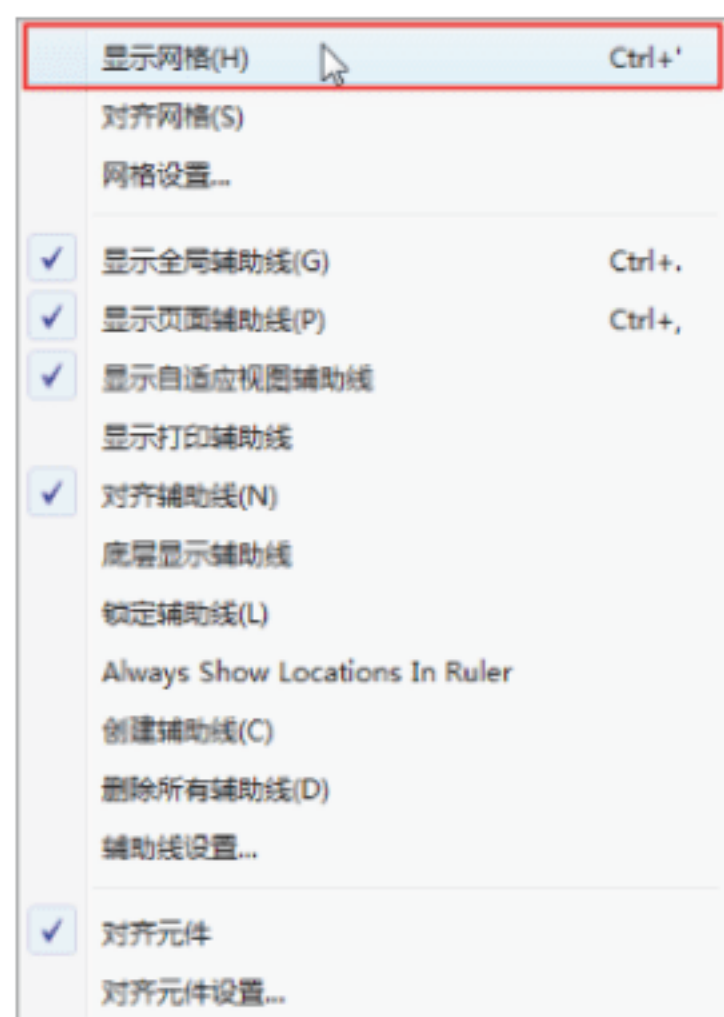 显示网格(H) Ctrl+'
对齐网格(S)
网格设置...
显示全局辅助线(G) Ctrl+.
显示页面辅助线(P) Ctrl+,
显示自适应视图辅助线
显示打印辅助线
对齐辅助线(N)
底层显示辅助线
锁定辅助线(L)
Always Show Locations In Ruler
创建辅助线(C)
删除所有辅助线(D)
辅助线设置...
对齐元件
对齐元件设置...